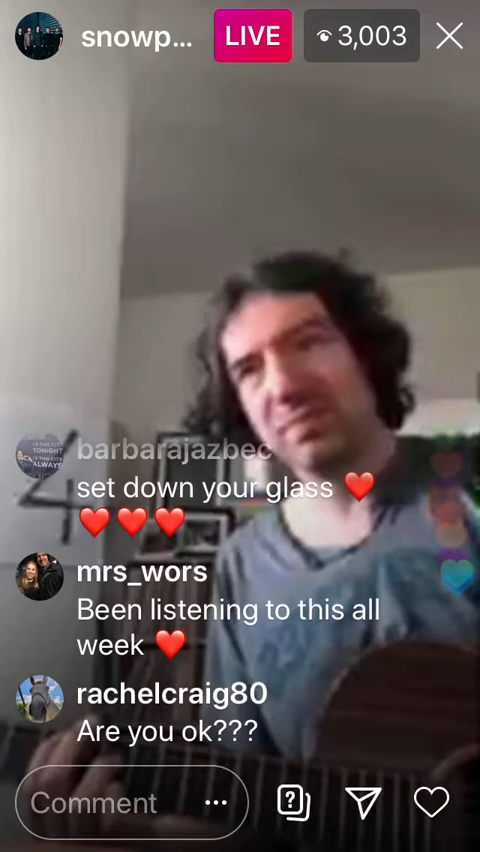 snowp...
LIVE
3,003
barbarajazbec
set down your glass ❤️
❤️❤️❤️
mrs_wors
Been listening to this all
week ❤️
rachelcraig80
Are you ok???
Comment